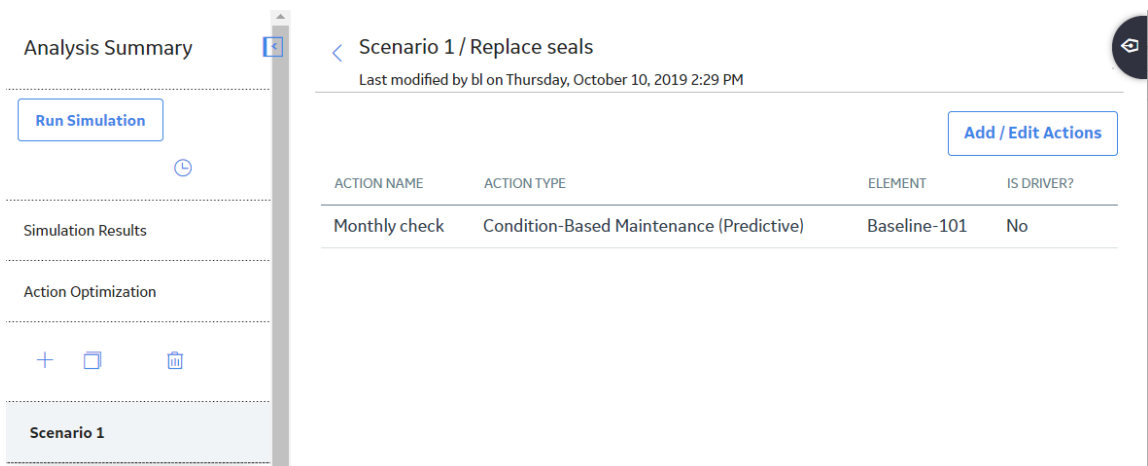 Analysis Summary
Run Simulation
Simulation Results
Action Optimization
Scenario 1
Scenario 1 / Replace seals
Last modified by bl on Thursday, October 10, 2019 2:29 PM
Add / Edit Actions
ACTION NAME ACTION TYPE ELEMENT IS DRIVER?
Monthly check Condition-Based Maintenance (Predictive) Baseline-101 No